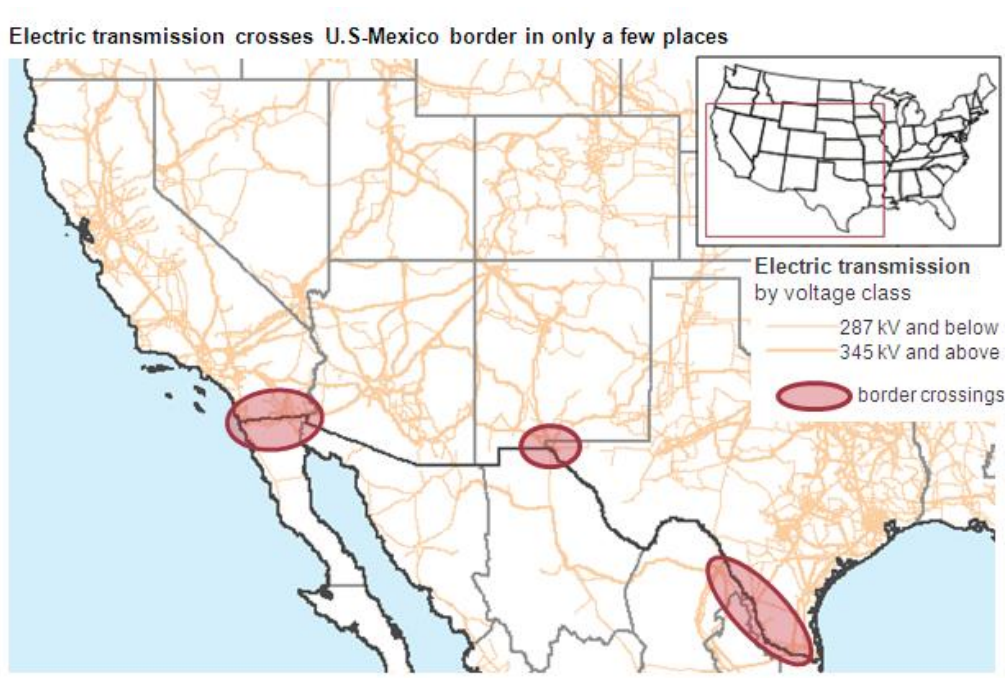 Electric transmission crosses U.S-Mexico border in only a few places
Electric transmission
by voltage class
287 kV and below
345 kV and above
border crossings